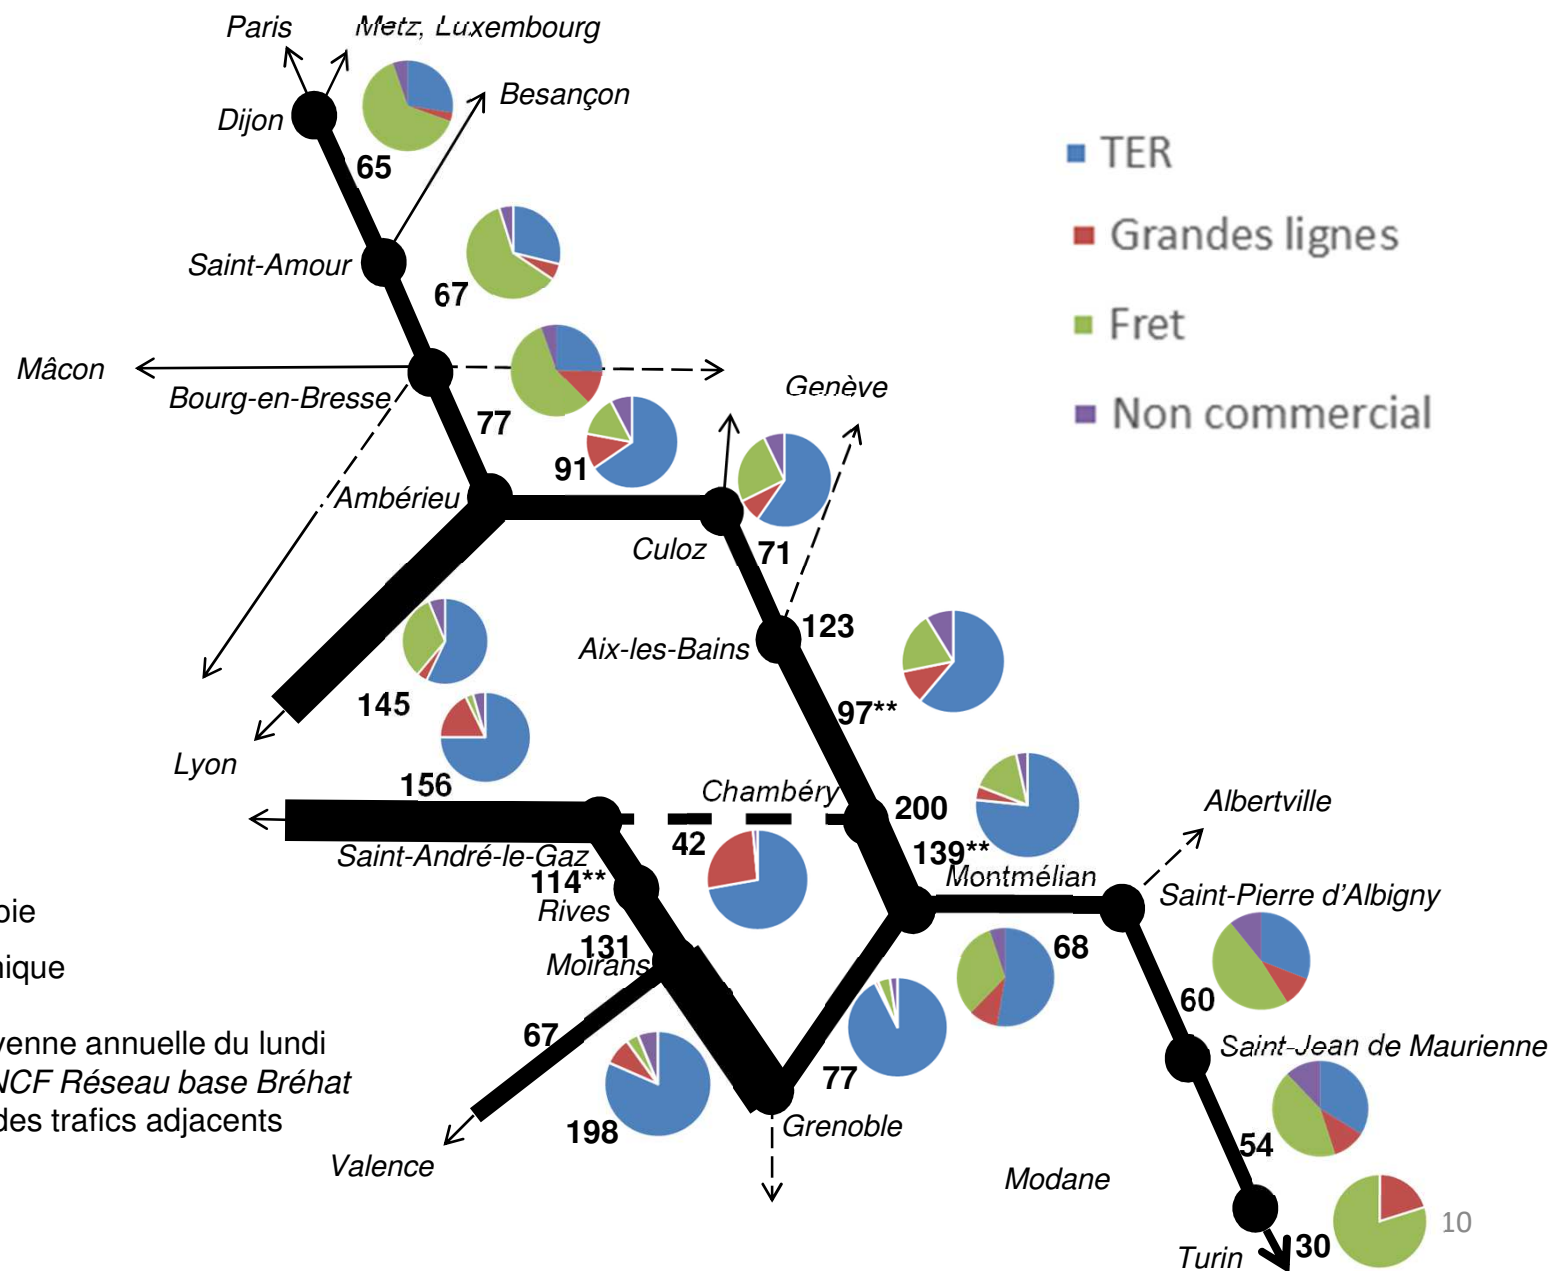 Paris
Metz, Luxembourg
Besançon
Dijon
65
TER
Grandes lignes
Fret
Non commercial
Saint-Amour
67
Mâcon
Bourg-en-Bresse
77
Genève
91
Ambérieu
Culoz
71
123
Aix-les-Bains
97**
145
Lyon
156
Chambéry
200
Albertville
42
139**
Saint-André-le-Gaz
Montmélian
114**
Saint-Pierre d'Albigny
Rives
oie
131
68
Moirans
nique
60
67
yenne annuelle du lundi
Saint-Jean de Maurienne
NCF Réseau base Bréhat
77
des trafics adjacents
198
Grenoble
54
Valence
Modane
10
Turin
30